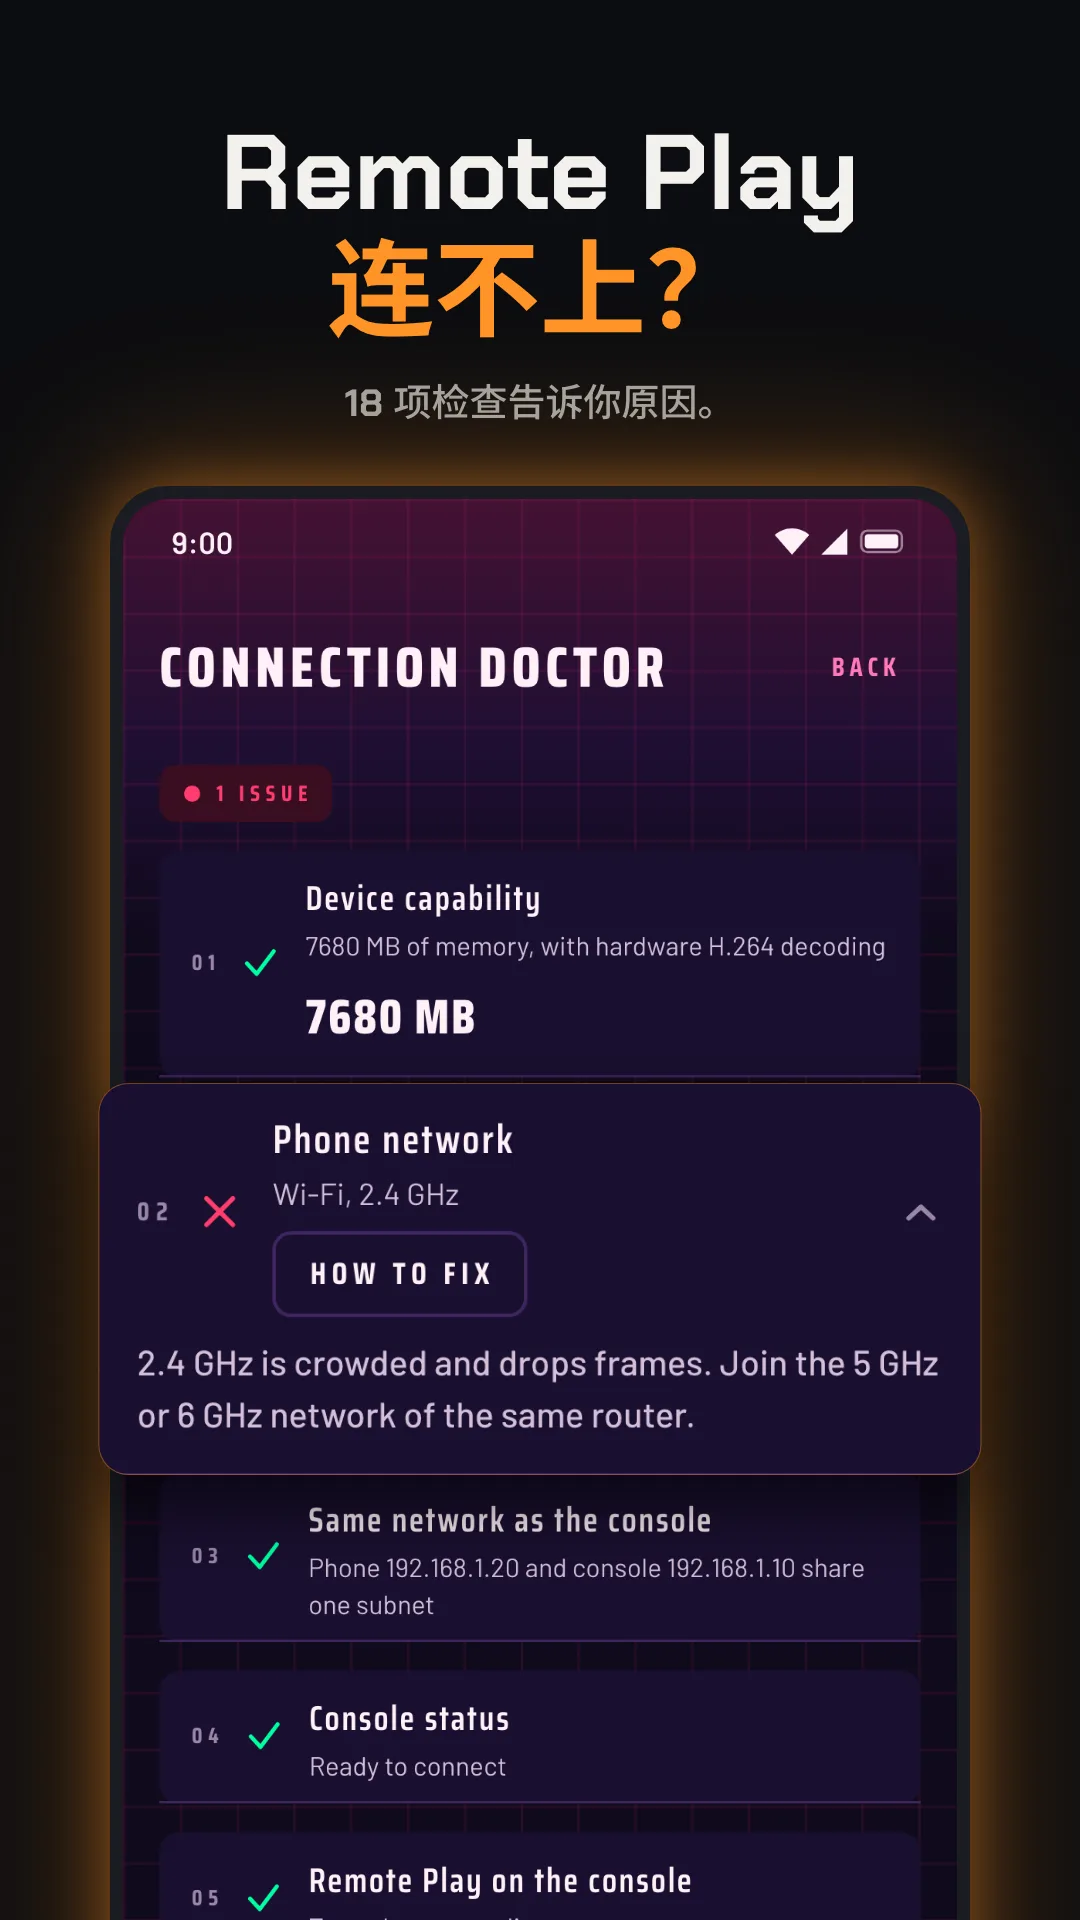 Remote Play
连不上？
18 项检查告诉你原因。
9:00
CONNECTION DOCTOR
BACK
1 ISSUE
Device capability
7680 MB of memory, with hardware H.264 decoding
01
7680 MB
Phone network
Wi-Fi, 2.4 GHz
02
HOW TO FIX
2.4 GHz is crowded and drops frames. Join the 5 GHz
or 6 GHz network of the same router.
Same network as the console
03
Phone 192.168.1.20 and console 192.168.1.10 share
one subnet
Console status
04
Ready to connect
Remote Play on the console
05